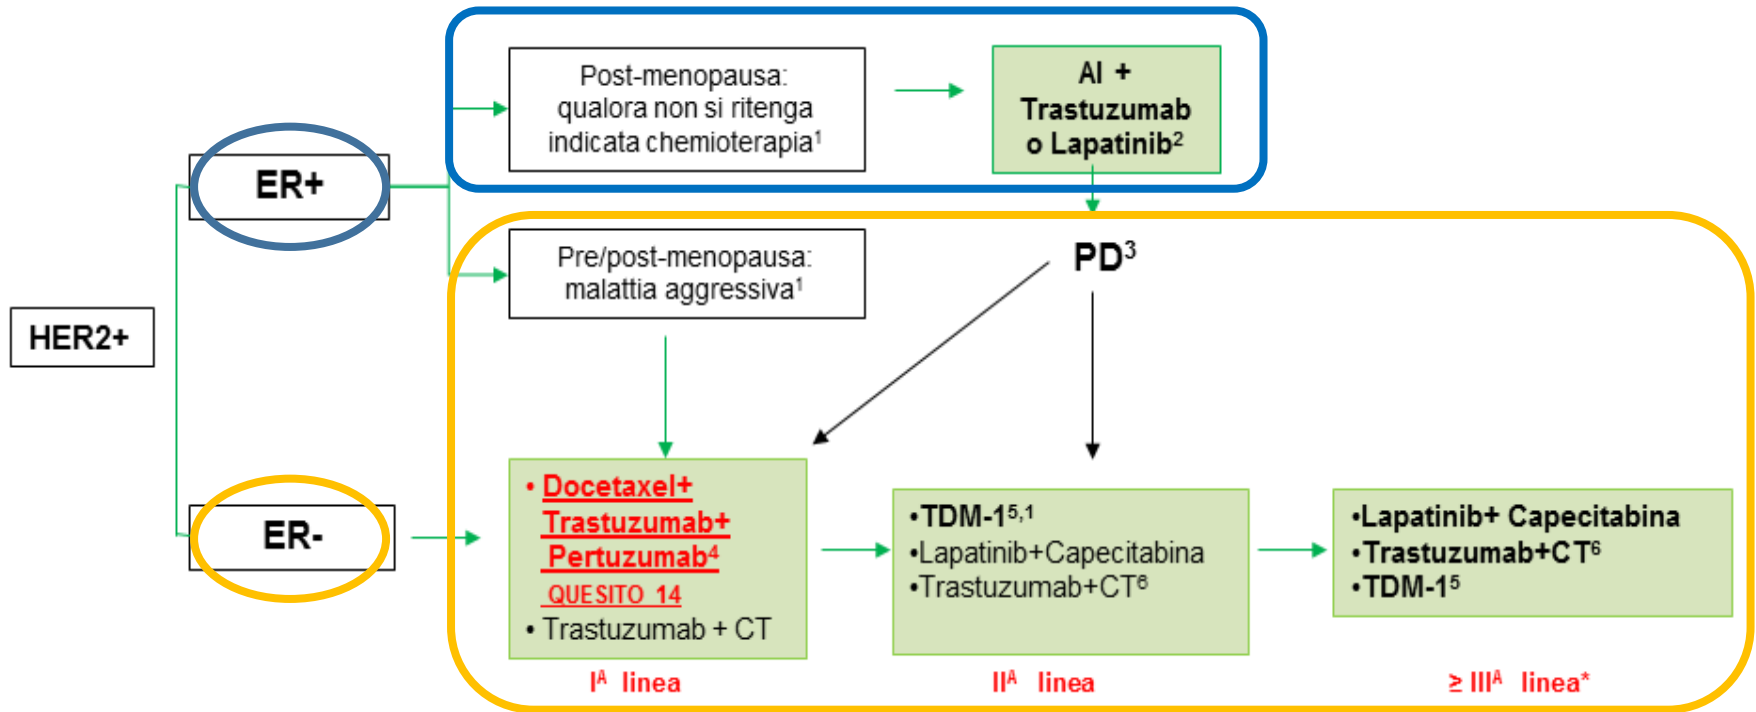 Post-menopausa:
qualora non si ritenga
indicata chemioterapia¹
AI +
Trastuzumab
o Lapatinib²
ER+
Pre/post-menopausa:
malattia aggressiva¹
PD³
HER2+
ER-
• Docetaxel+
Trastuzumab+
Pertuzumab⁴
QUESITO 14
• Trastuzumab + CT
•TDM-1⁵,¹
•Lapatinib+Capecitabina
•Trastuzumab+CT⁶
•Lapatinib+ Capecitabina
•Trastuzumab+CT⁶
•TDM-1⁵
Iᴬ linea
IIᴬ linea
≥ IIIᴬ linea*